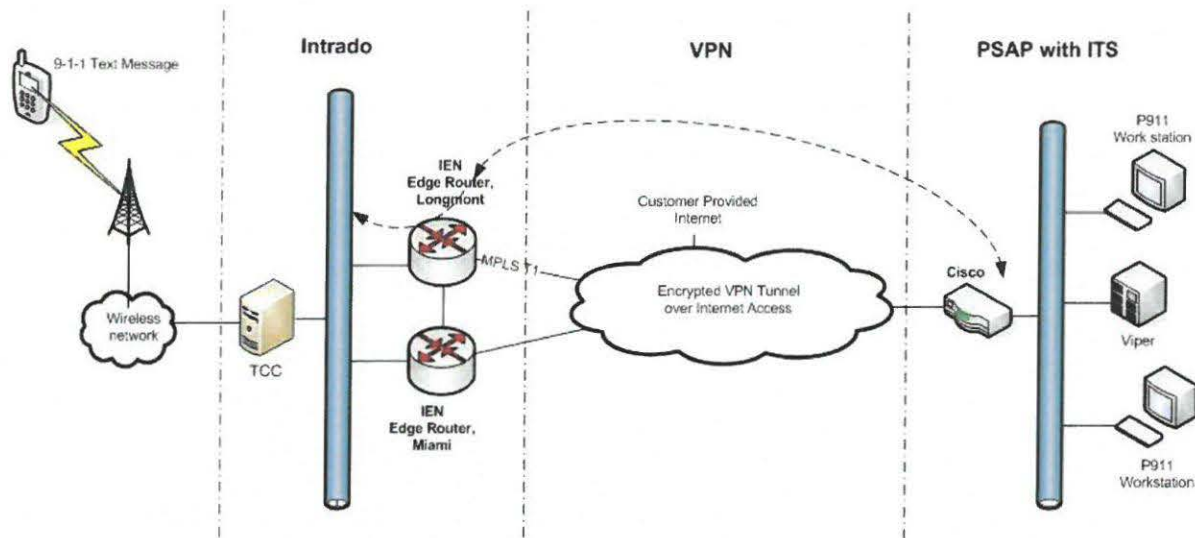 Intrado
VPN
PSAP with ITS
9-1-1 Text Message
P911
Work station
IEN
Edge Router,
Longmont
Customer Provided
Internet
MPLS T1
Cisco
Encrypted VPN Tunnel
over Internet Access
Wireless
network
TCC
Viper
IEN
Edge Router,
Miami
P911
Workstation